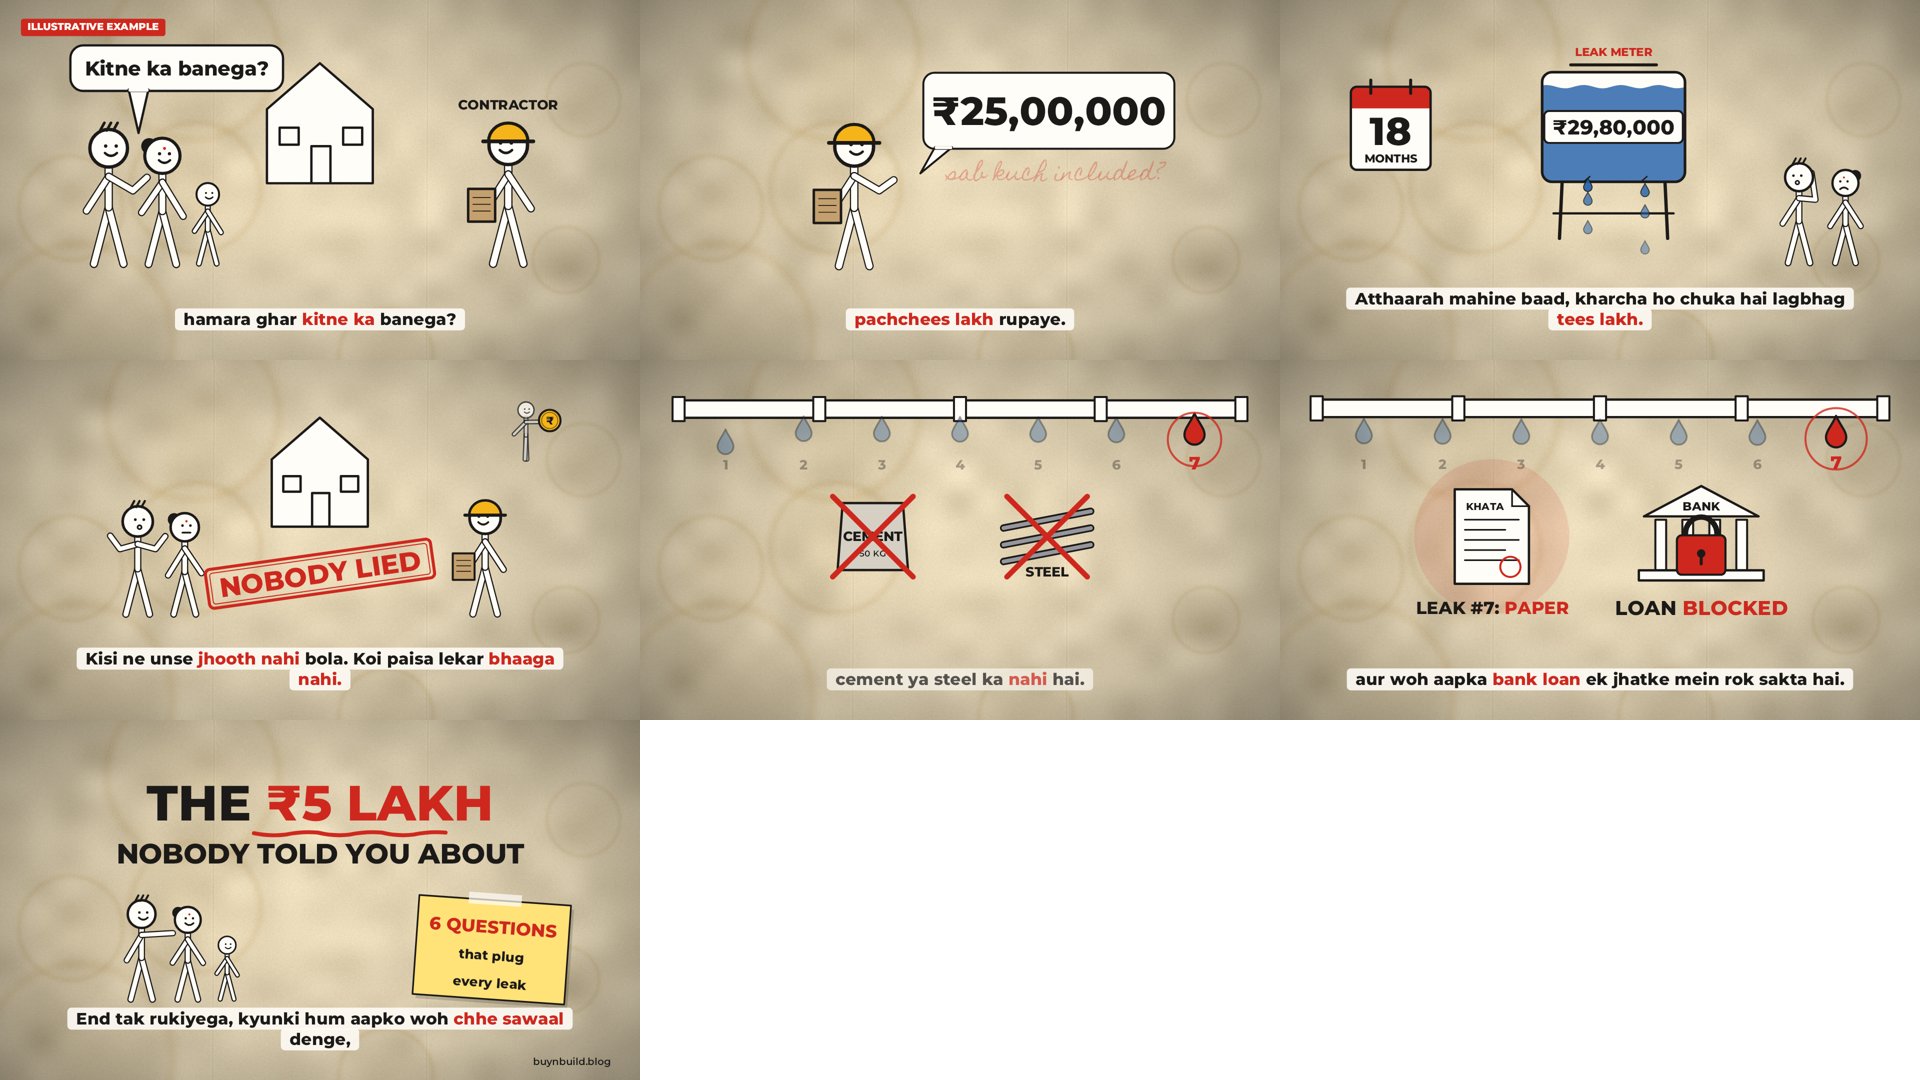 ILLUSTRATIVE EXAMPLE
Kitne ka banega?
CONTRACTOR
hamara ghar kitne ka banega?
₹25,00,000
sab kuch included?
pachchees lakh rupaye.
LEAK METER
18
MONTHS
₹29,80,000
Atthaarah mahine baad, kharcha ho chuka hai lagbhag
tees lakh.
₹
NOBODY LIED
Kisi ne unse jhooth nahi bola. Koi paisa lekar bhaaga
nahi.
1 2 3 4 5 6 7
CEMENT
50 KG
STEEL
cement ya steel ka nahi hai.
1 2 3 4 5 6 7
KHATA
BANK
LEAK #7: PAPER
LOAN BLOCKED
aur woh aapka bank loan ek jhatke mein rok sakta hai.
THE ₹5 LAKH
NOBODY TOLD YOU ABOUT
6 QUESTIONS
that plug
every leak
End tak rukiyega, kyunki hum aapko woh chhe sawaal
denge,
buynbuild.blog